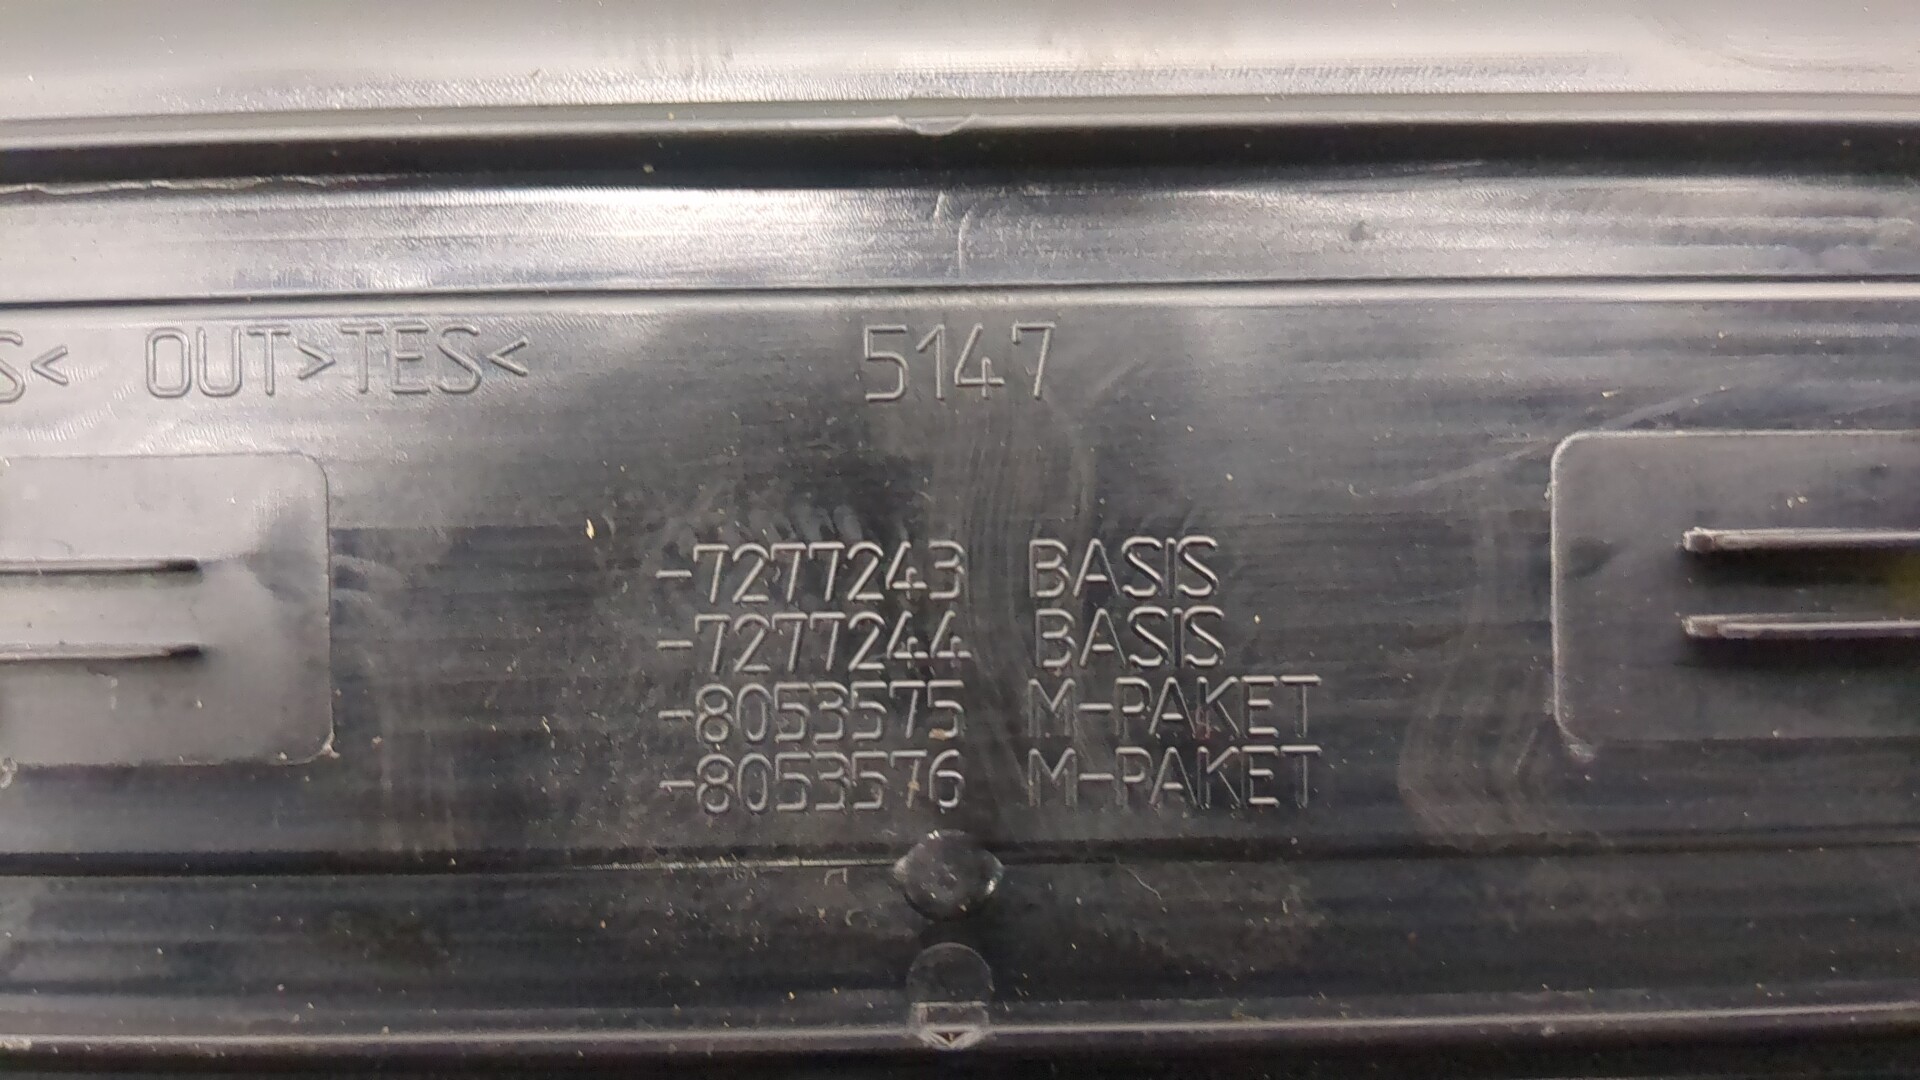 S< OUT>TES< 5147
-7277243 BASIS
-7277244 BASIS
-8053575 M-PAKET
-8053576 M-PAKET